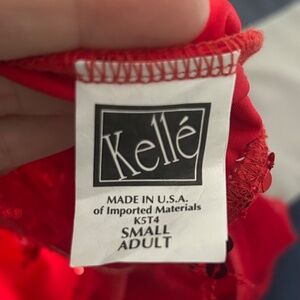 Kellé
MADE IN U.S.A.
of Imported Materials
K5T4
SMALL
ADULT